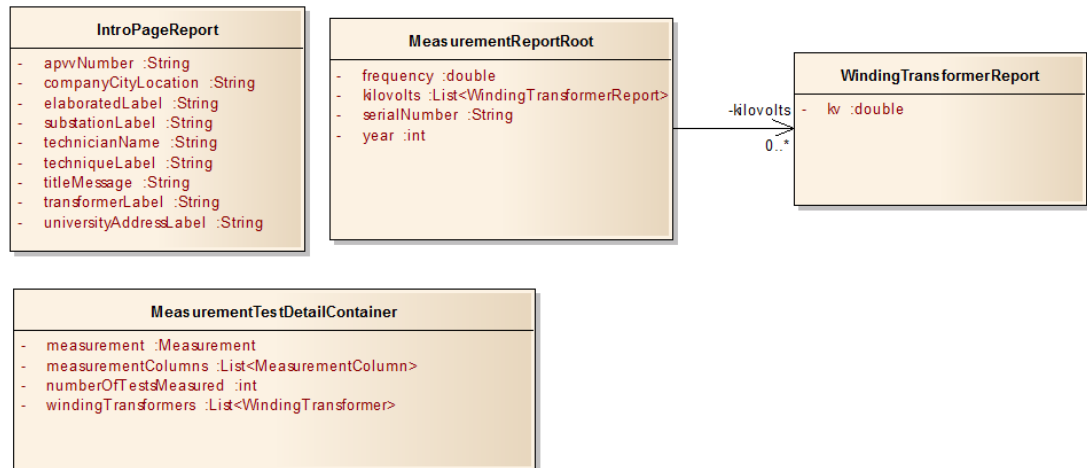 IntroPageReport
- apvvNumber :String
- companyCityLocation :String
- elaboratedLabel :String
- substationLabel :String
- technicianName :String
- techniqueLabel :String
- titleMessage :String
- transformerLabel :String
- universityAddressLabel :String
MeasurementReportRoot
- frequency :double
- kilovolts :List<WindingTransformerReport>
- serialNumber :String
- year :int
-kilovolts
0..*
WindingTransformerReport
- kv :double
MeasurementTestDetailContainer
- measurement :Measurement
- measurementColumns :List<MeasurementColumn>
- numberOfTestsMeasured :int
- windingTransformers :List<WindingTransformer>